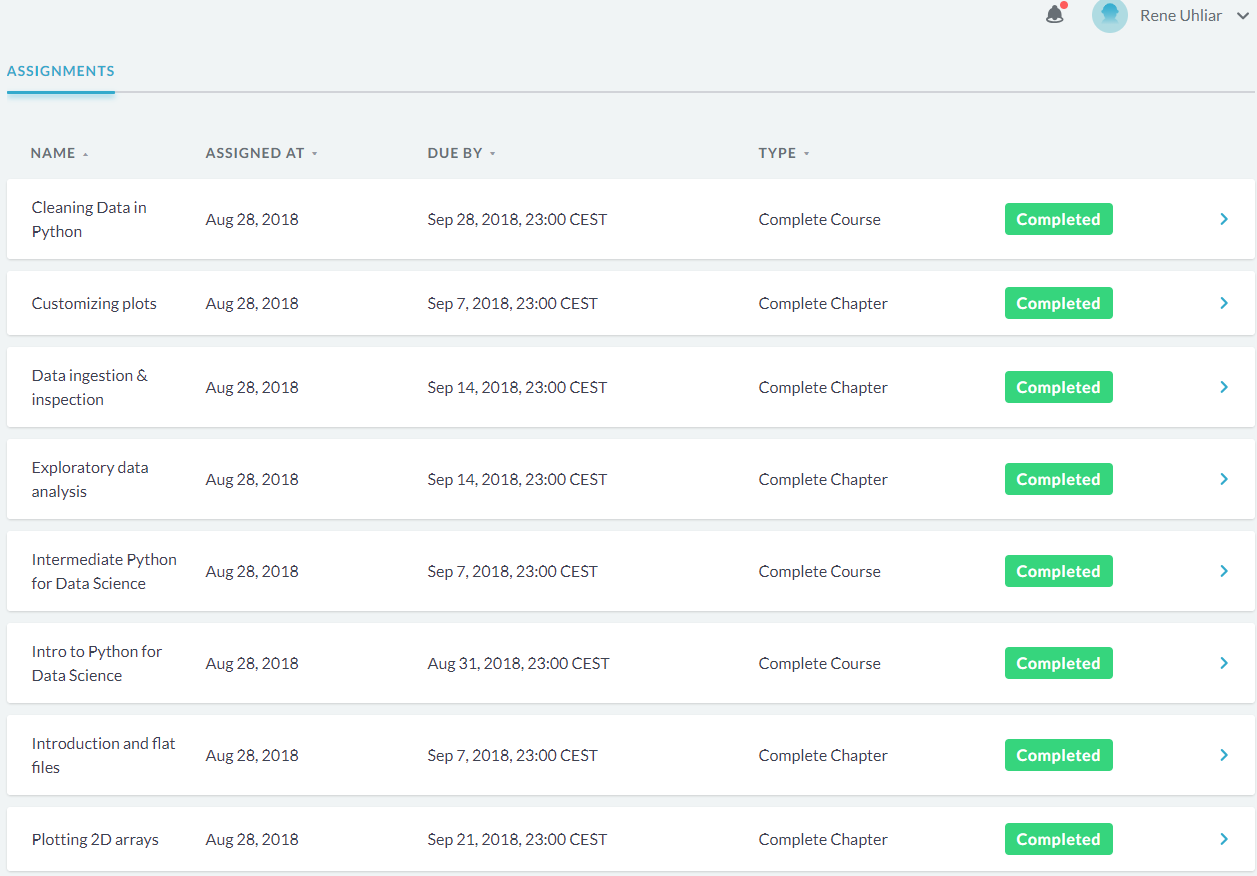 Rene Uhliar
ASSIGNMENTS
NAME ASSIGNED AT DUE BY TYPE
Cleaning Data in
Python
Aug 28, 2018 Sep 28, 2018, 23:00 CEST Complete Course Completed
Customizing plots Aug 28, 2018 Sep 7, 2018, 23:00 CEST Complete Chapter Completed
Data ingestion &
inspection
Aug 28, 2018 Sep 14, 2018, 23:00 CEST Complete Chapter Completed
Exploratory data
analysis
Aug 28, 2018 Sep 14, 2018, 23:00 CEST Complete Chapter Completed
Intermediate Python
for Data Science
Aug 28, 2018 Sep 7, 2018, 23:00 CEST Complete Course Completed
Intro to Python for
Data Science
Aug 28, 2018 Aug 31, 2018, 23:00 CEST Complete Course Completed
Introduction and flat
files
Aug 28, 2018 Sep 7, 2018, 23:00 CEST Complete Chapter Completed
Plotting 2D arrays Aug 28, 2018 Sep 21, 2018, 23:00 CEST Complete Chapter Completed